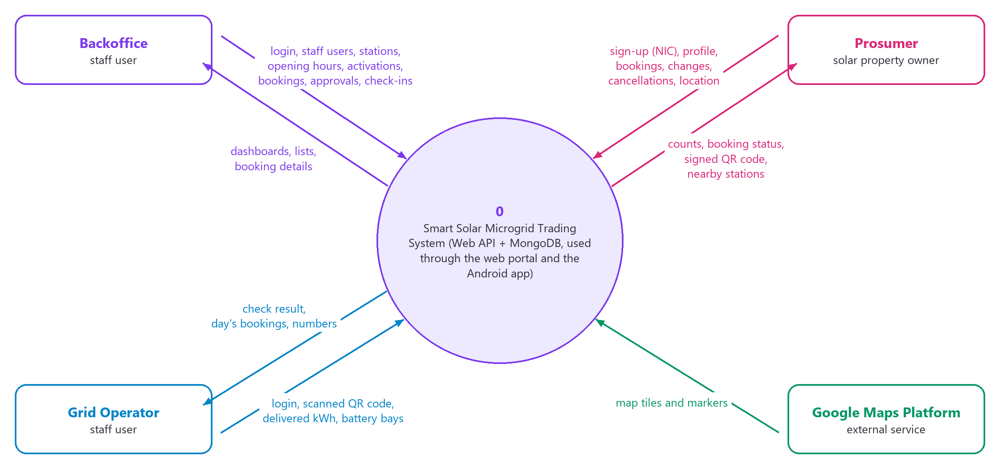 Backoffice
staff user
login, staff users, stations,
opening hours, activations,
bookings, approvals, check-ins
sign-up (NIC), profile,
bookings, changes,
cancellations, location
Prosumer
solar property owner
dashboards, lists,
booking details
counts, booking status,
signed QR code,
nearby stations
0
Smart Solar Microgrid Trading
System (Web API + MongoDB, used
through the web portal and the
Android app)
check result,
day's bookings, numbers
Grid Operator
staff user
login, scanned QR code,
delivered kWh, battery bays
map tiles and markers
Google Maps Platform
external service